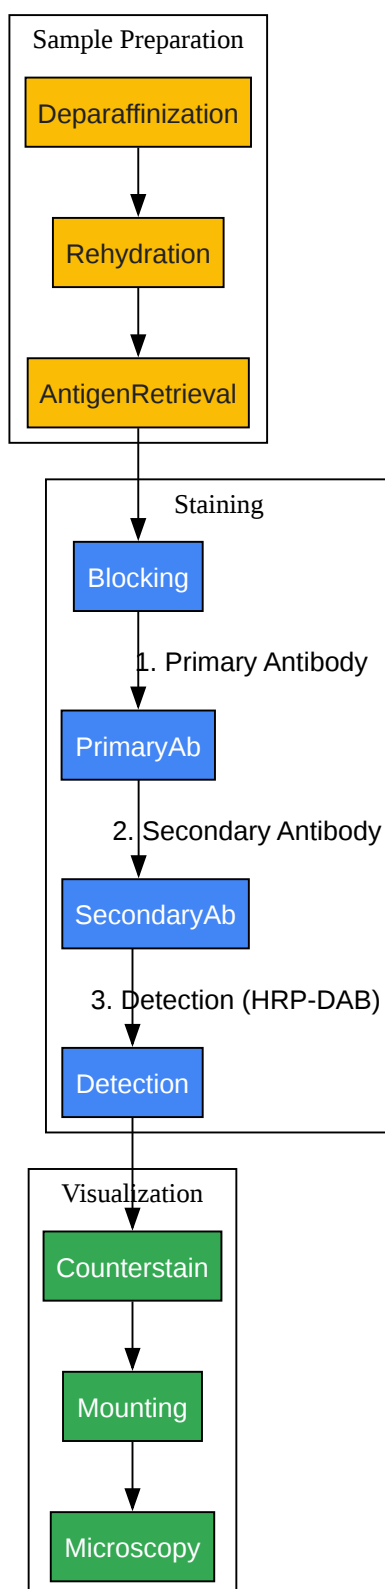 Sample Preparation
Deparaffinization
Rehydration
AntigenRetrieval
Staining
Blocking
1. Primary Antibody
PrimaryAb
2. Secondary Antibody
SecondaryAb
3. Detection (HRP-DAB)
Detection
Visualization
Counterstain
Mounting
Microscopy